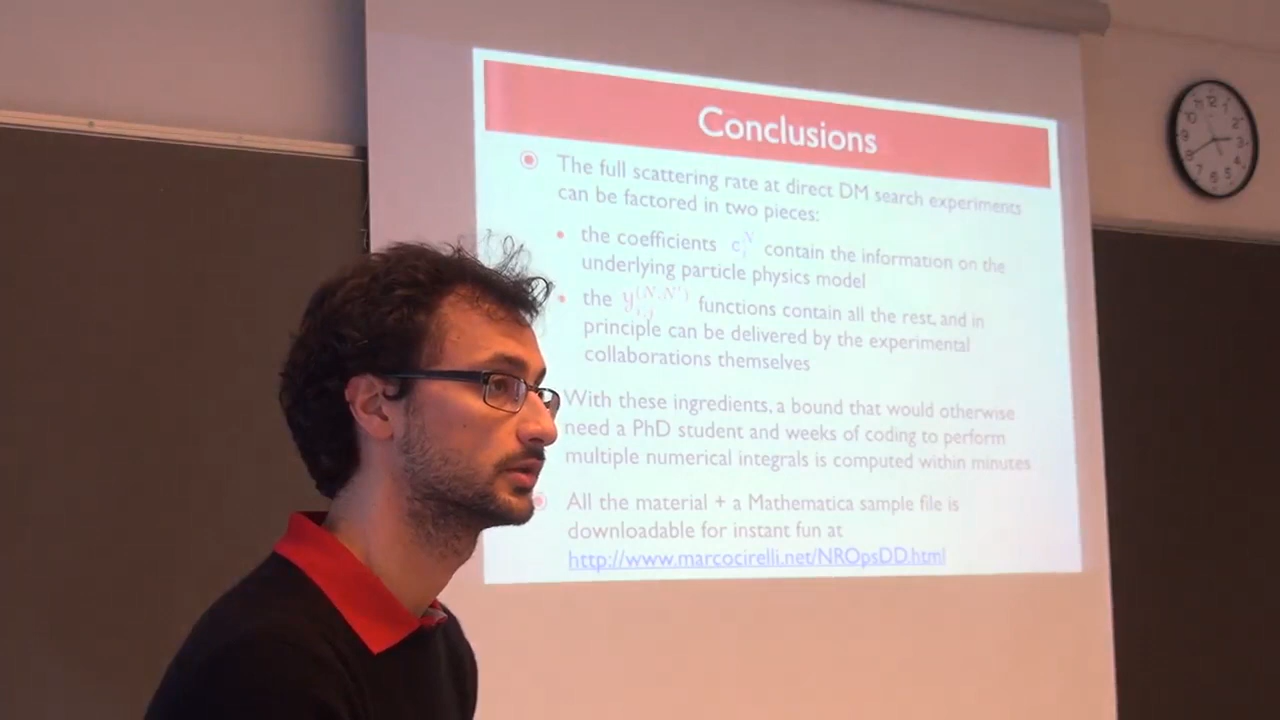 Conclusions
The full scattering rate at direct DM search experiments
can be factored in two pieces:
the coefficients c_i^N contain the information on the
underlying particle physics model
the y_{i,j}^{(N,N')} functions contain all the rest, and in
principle can be delivered by the experimental
collaborations themselves
With these ingredients, a bound that would otherwise
need a PhD student and weeks of coding to perform
multiple numerical integrals is computed within minutes
All the material + a Mathematica sample file is
downloadable for instant fun at
http://www.marcocirelli.net/NROpsDD.html